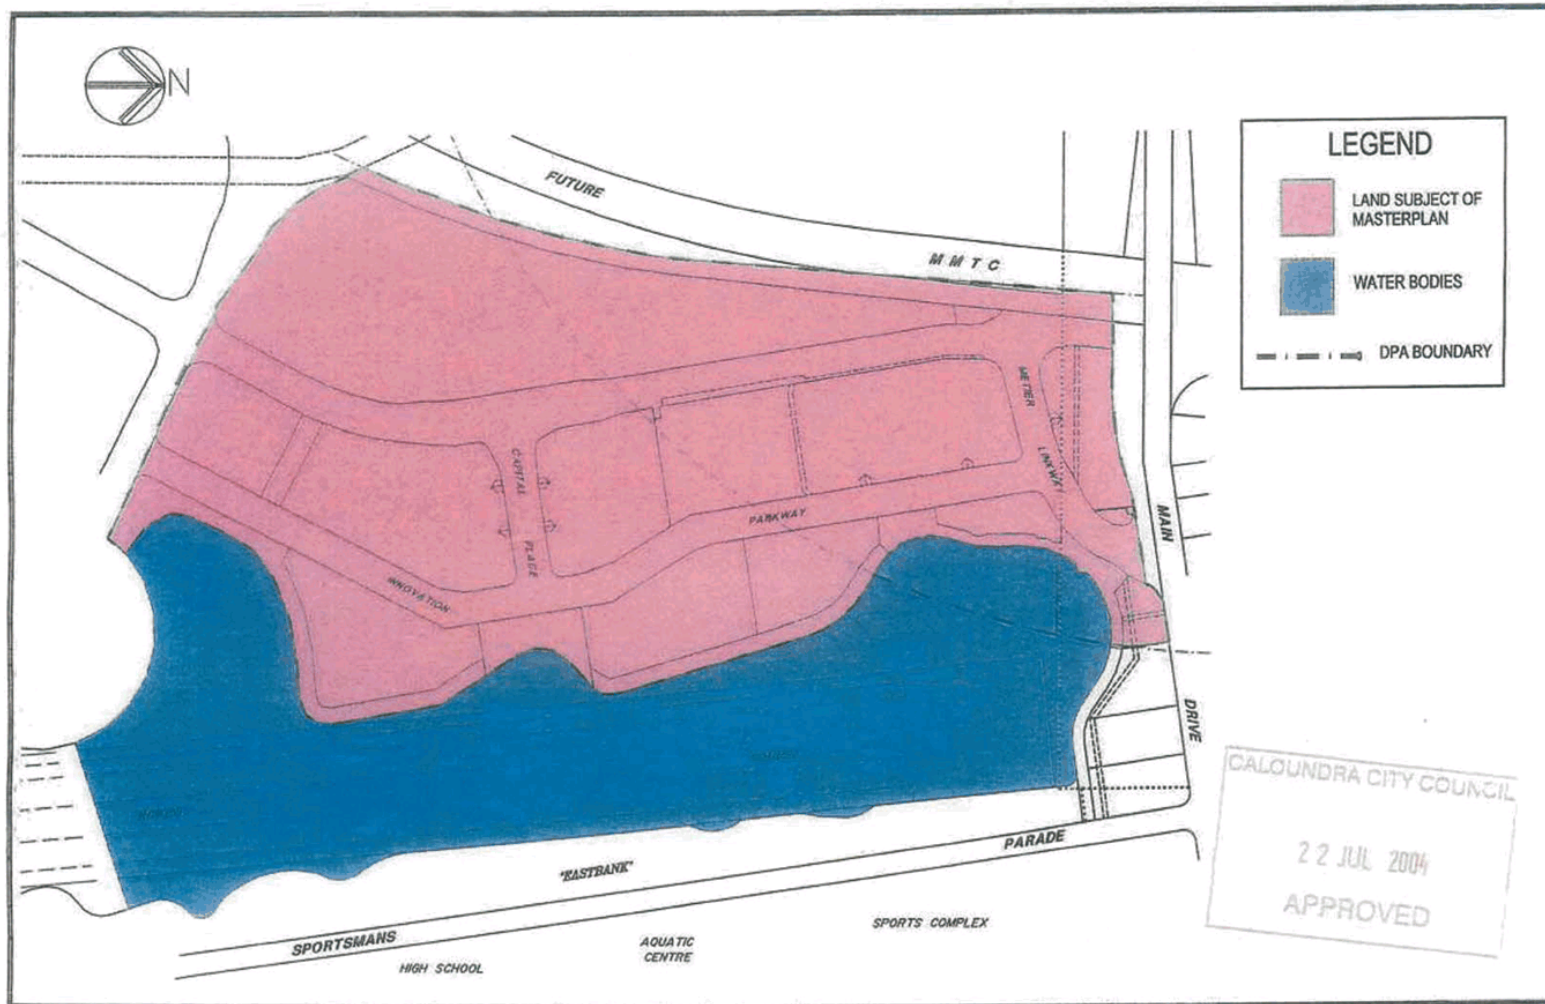 N
LEGEND
LAND SUBJECT OF
MASTERPLAN
WATER BODIES
DPA BOUNDARY
FUTURE
M M T C
METIER
LINKWAY
CAPITAL
PLACE
PARKWAY
INNOVATION
MAIN
DRIVE
'EASTBANK'
PARADE
SPORTSMANS
HIGH SCHOOL
AQUATIC
CENTRE
SPORTS COMPLEX
CALOUNDRA CITY COUNCIL
22 JUL 2004
APPROVED